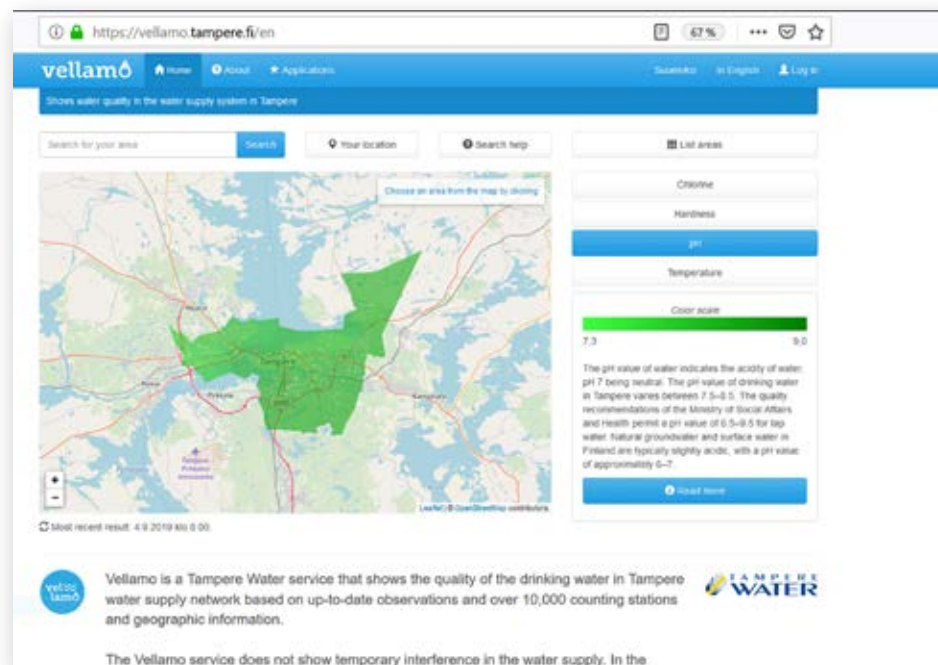 https://vellamo.tampere.fi/en
67 %
vellamo
Home
About
Applications
Suomeksi
In English
Log in
Shows water quality in the water supply system in Tampere
Search for your area
Search
Your location
Search help
List areas
Choose an area from the map by clicking
Chlorine
Hardness
pH
Temperature
Color scale
7,3
9,0
The pH value of water indicates the acidity of water,
pH 7 being neutral. The pH value of drinking water
in Tampere varies between 7.5–8.5. The quality
recommendations of the Ministry of Social Affairs
and Health permit a pH value of 6.5–9.5 for tap
water. Natural groundwater and surface water in
Finland are typically slightly acidic, with a pH value
of approximately 6–7.
Read more
+
−
Leaflet | © OpenStreetMap contributors
Most recent result: 4.9.2019 klo 6:00.
vellamo
Vellamo is a Tampere Water service that shows the quality of the drinking water in Tampere
water supply network based on up-to-date observations and over 10,000 counting stations
and geographic information.
TAMPERE
WATER
The Vellamo service does not show temporary interference in the water supply. In the